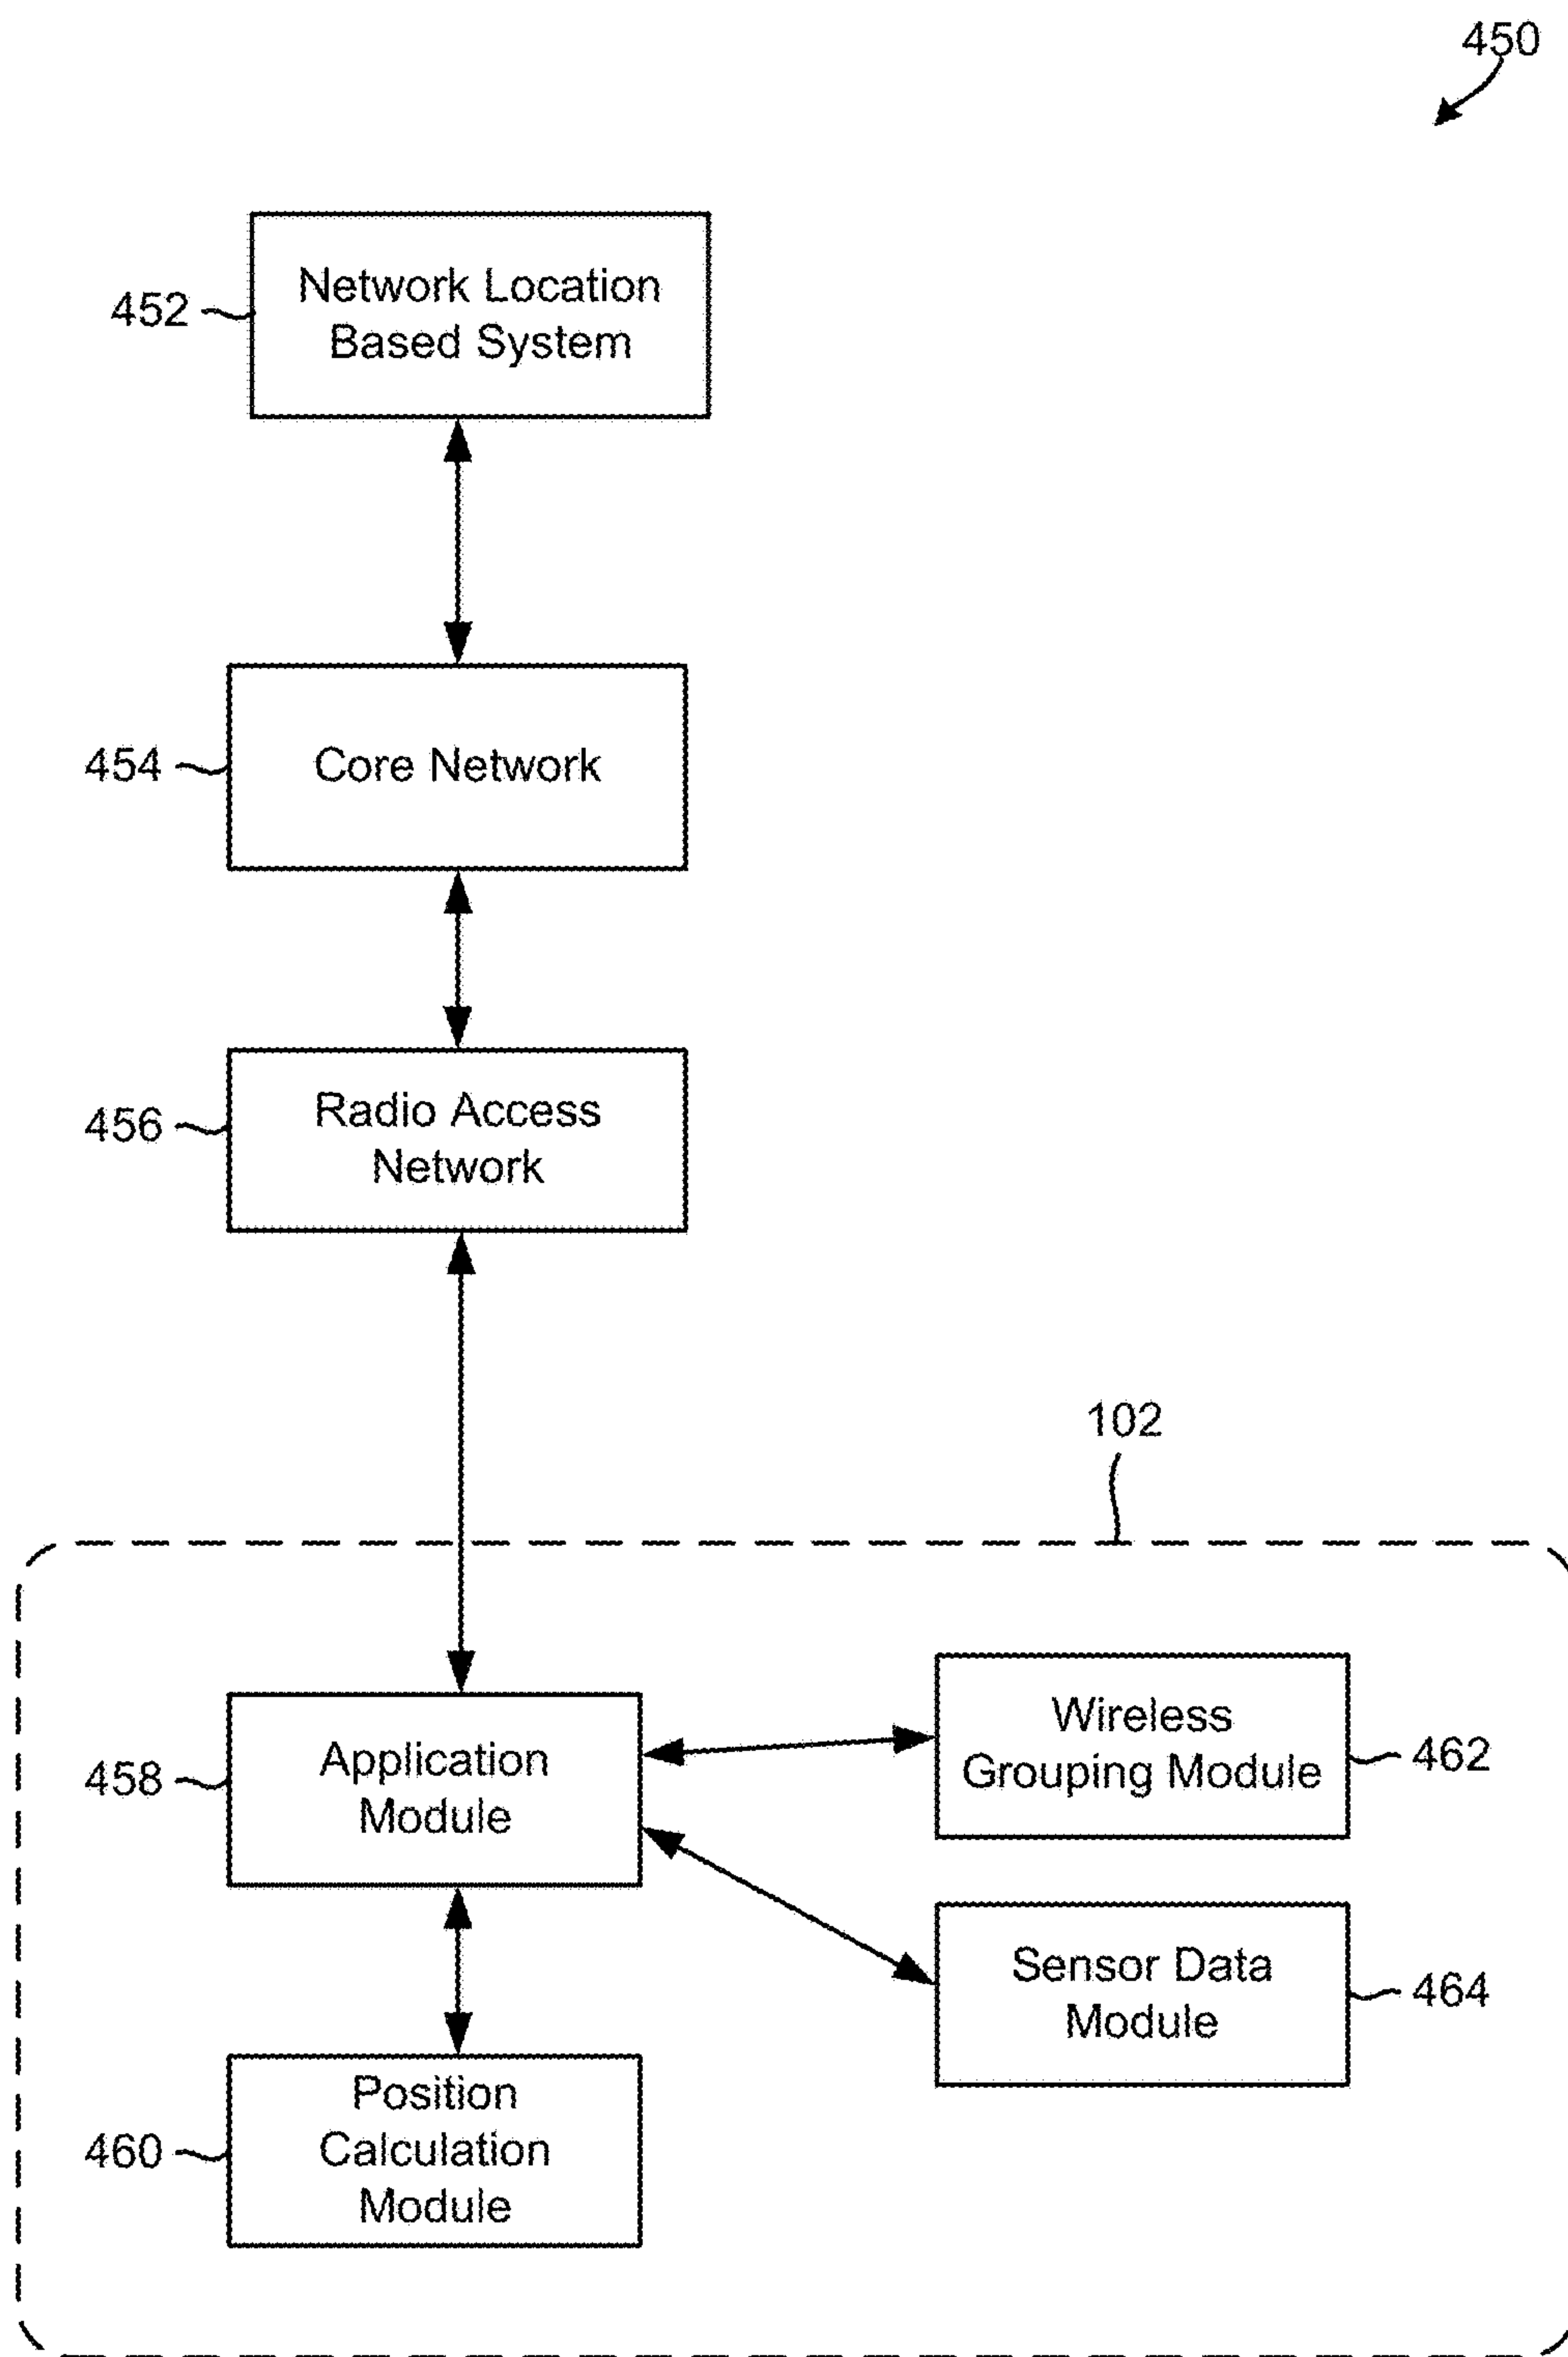 450
Network Location
Based System
452
Core Network
454
Radio Access
Network
456
102
Application
Module
458
Wireless
Grouping Module
462
Sensor Data
Module
464
Position
Calculation
Module
460